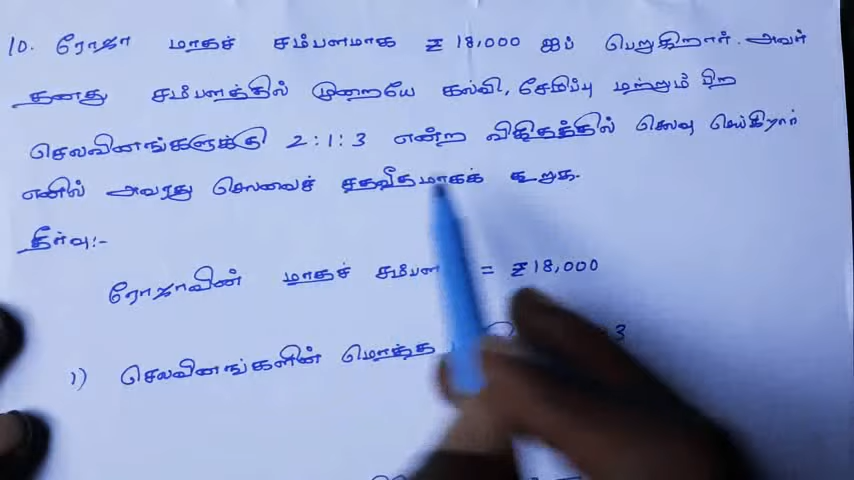 10. ரோஜா மாதச் சம்பளமாக ₹ 18,000 ஐப் பெறுகிறாள். அவள்
தனது சம்பளத்தில் முறையே கல்வி, சேமிப்பு மற்றும் பிற
செலவினங்களுக்கு 2:1:3 என்ற விகிதத்தில் செலவு செய்கிறாள்
எனில் அவரது செலவைச் சதவீதமாகக் கூறுக.
தீர்வு:-
ரோஜாவின் மாதச் சம்பள = ₹18,000
1) செலவினங்களின் மொத்த 3